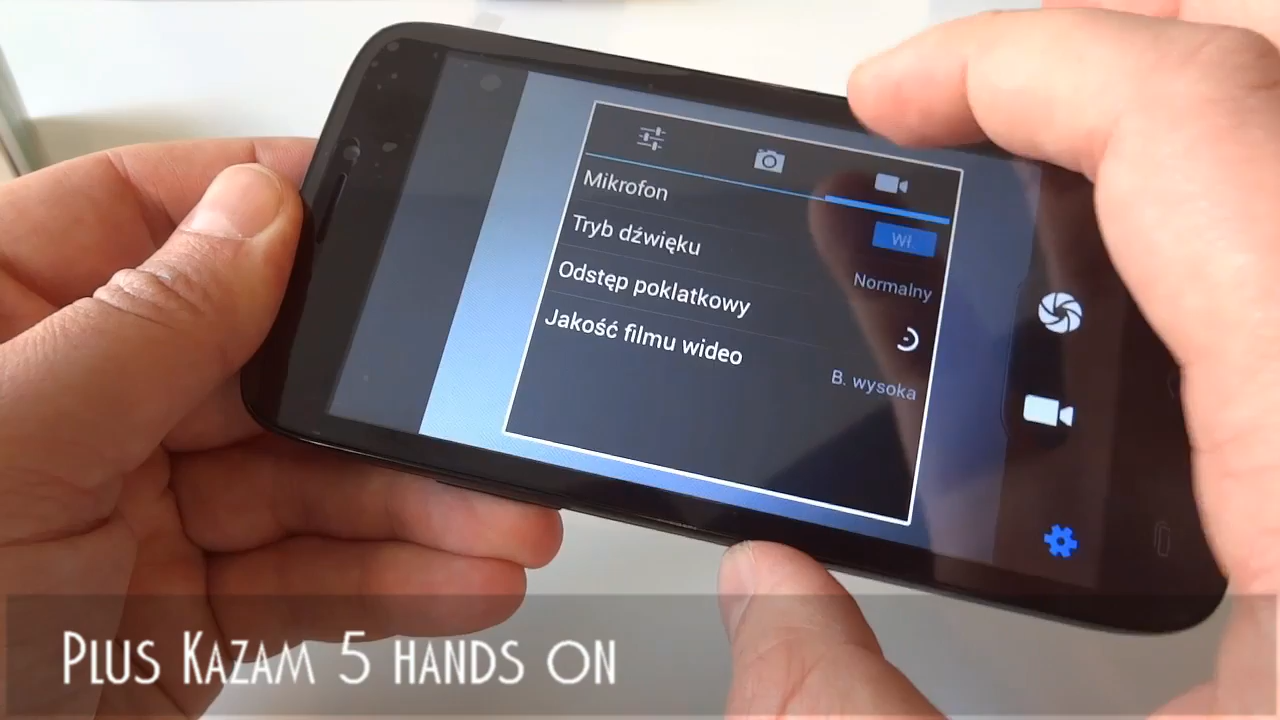 Mikrofon
Wł.
Tryb dźwięku
Normalny
Odstęp poklatkowy
Jakość filmu wideo
B. wysoka
Plus Kazam 5 hands on